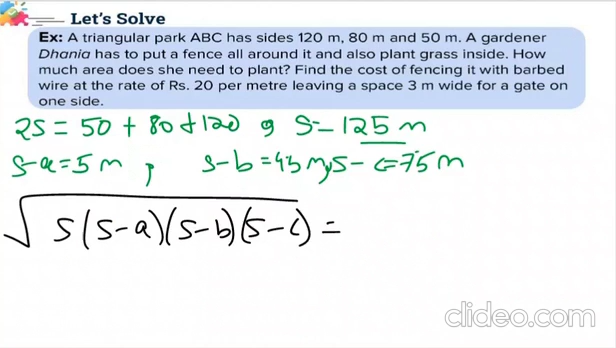 Let's Solve
Ex: A triangular park ABC has sides 120 m, 80 m and 50 m. A gardener
Dhania has to put a fence all around it and also plant grass inside. How
much area does she need to plant? Find the cost of fencing it with barbed
wire at the rate of Rs. 20 per metre leaving a space 3 m wide for a gate on
one side.
2S = 50 + 80 + 120, S = 125 m
S-a = 5 m, S-b = 45 m, S-c = 75 m
√S(S-a)(S-b)(S-c) =
clideo.com